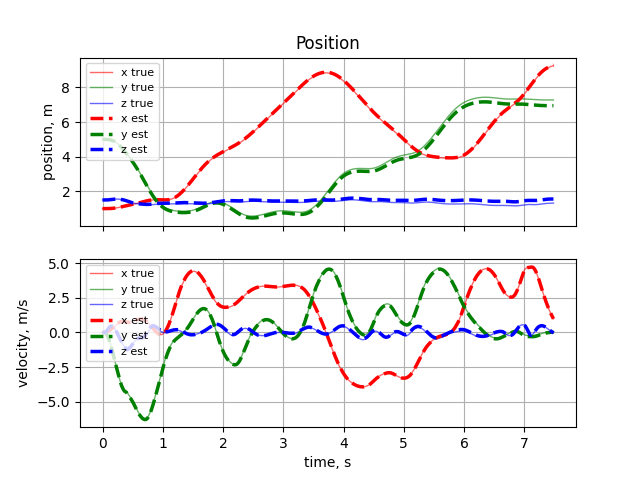 Position
position, m
8
6
4
2
x true
y true
z true
x est
y est
z est
velocity, m/s
5.0
2.5
0.0
−2.5
−5.0
x true
y true
z true
x est
y est
z est
0 1 2 3 4 5 6 7
time, s